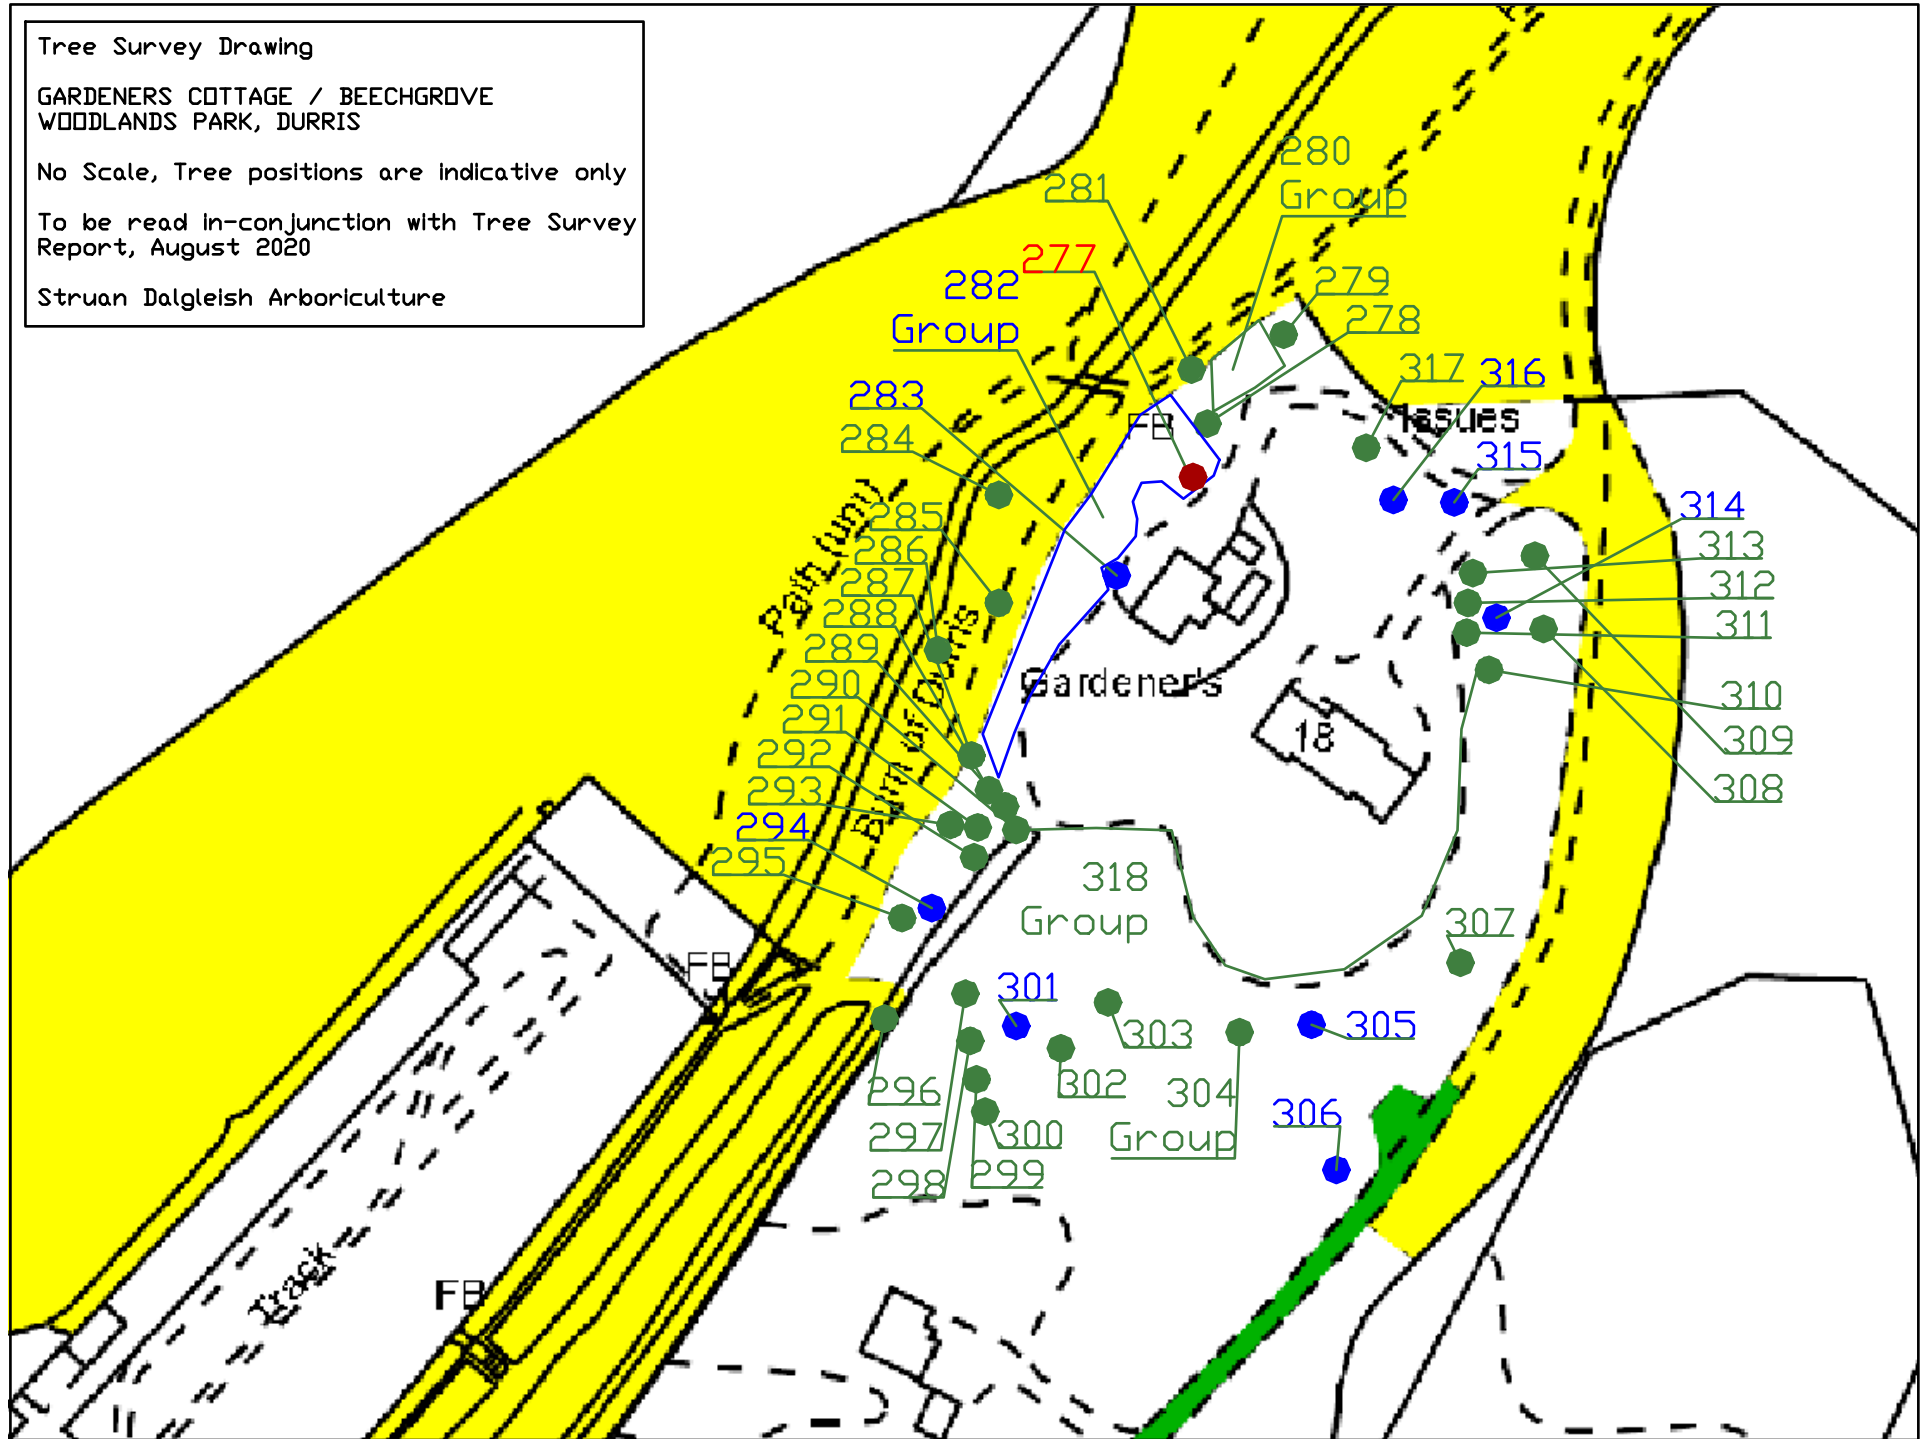 Tree Survey Drawing
GARDENERS COTTAGE / BEECHGROVE
WOODLANDS PARK, DURRIS
No Scale, Tree positions are indicative only
To be read in-conjunction with Tree Survey
Report, August 2020
Struan Dalgleish Arboriculture
280
Group
281
277
282
Group
279
278
317
316
283
284
FB
Issues
315
314
285
286
287
288
289
290
291
292
293
294
295
Path (um)
Burn of Durris
Gardener's
18
313
312
311
310
309
308
318
Group
307
FB
301
303
305
302
304
Group
296
297
298
299
300
306
Track
FB